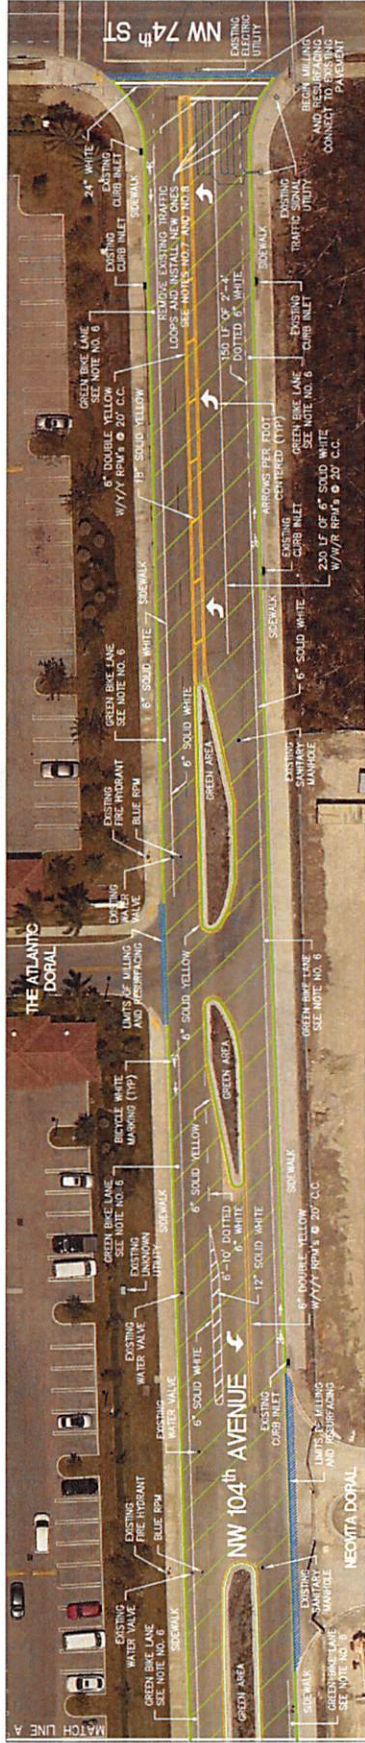 NW 74th ST
EXISTING
ELECTRIC
UTILITY
BEGIN MILLING
AND RESURFACING
CONNECT TO EXISTING
PAVEMENT
24" WHITE
EXISTING
CURB INLET
SIDEWALK
EXISTING
CURB INLET
REMOVE EXISTING TRAFFIC
LOOPS AND INSTALL NEW ONES
SEE NOTES NO.7 AND NO.8
EXISTING
TRAFFIC SIGNAL
UTILITY
SIDEWALK
GREEN BIKE LANE
SEE NOTE NO. 6
6" DOUBLE YELLOW
W/Y/Y RPM's @ 20' C.C.
18" SOLID YELLOW
150 LF OF 2'-4'
DOTTED 6" WHITE
EXISTING
CURB INLET
GREEN BIKE LANE
SEE NOTE NO. 6
ARROWS PER FDOT
CENTERED (TYP)
EXISTING
CURB INLET
230 LF OF 6" SOLID WHITE
W/W/R RPM's @ 20' C.C.
SIDEWALK
6" SOLID WHITE
SIDEWALK
GREEN BIKE LANE
SEE NOTE NO. 6
6" SOLID WHITE
6" SOLID WHITE
EXISTING
FIRE HYDRANT
BLUE RPM
GREEN AREA
EXISTING
SANITARY
MANHOLE
EXISTING
WATER
VALVE
THE ATLANTIC
DORAL
LIMITS OF MILLING
AND RESURFACING
6" SOLID YELLOW
GREEN BIKE LANE
SEE NOTE NO. 6
BICYCLE WHITE
MARKING (TYP)
GREEN AREA
GREEN BIKE LANE
SEE NOTE NO. 6
SIDEWALK
6" SOLID YELLOW
SIDEWALK
EXISTING
UNKNOWN
UTILITY
6"-10' DOTTED
6" WHITE
12" SOLID WHITE
6" DOUBLE YELLOW
W/Y/Y RPM's @ 20' C.C.
EXISTING
WATER VALVE
6" SOLID WHITE
EXISTING
WATER VALVE
NW 104th AVENUE
EXISTING
CURB INLET
LIMITS OF MILLING
AND RESURFACING
EXISTING
FIRE HYDRANT
BLUE RPM
EXISTING
WATER VALVE
SIDEWALK
NEOVITA DORAL
EXISTING
SANITARY
MANHOLE
GREEN BIKE LANE
SEE NOTE NO. 6
GREEN AREA
SIDEWALK
GREEN BIKE LANE
SEE NOTE NO. 6
MATCH LINE A